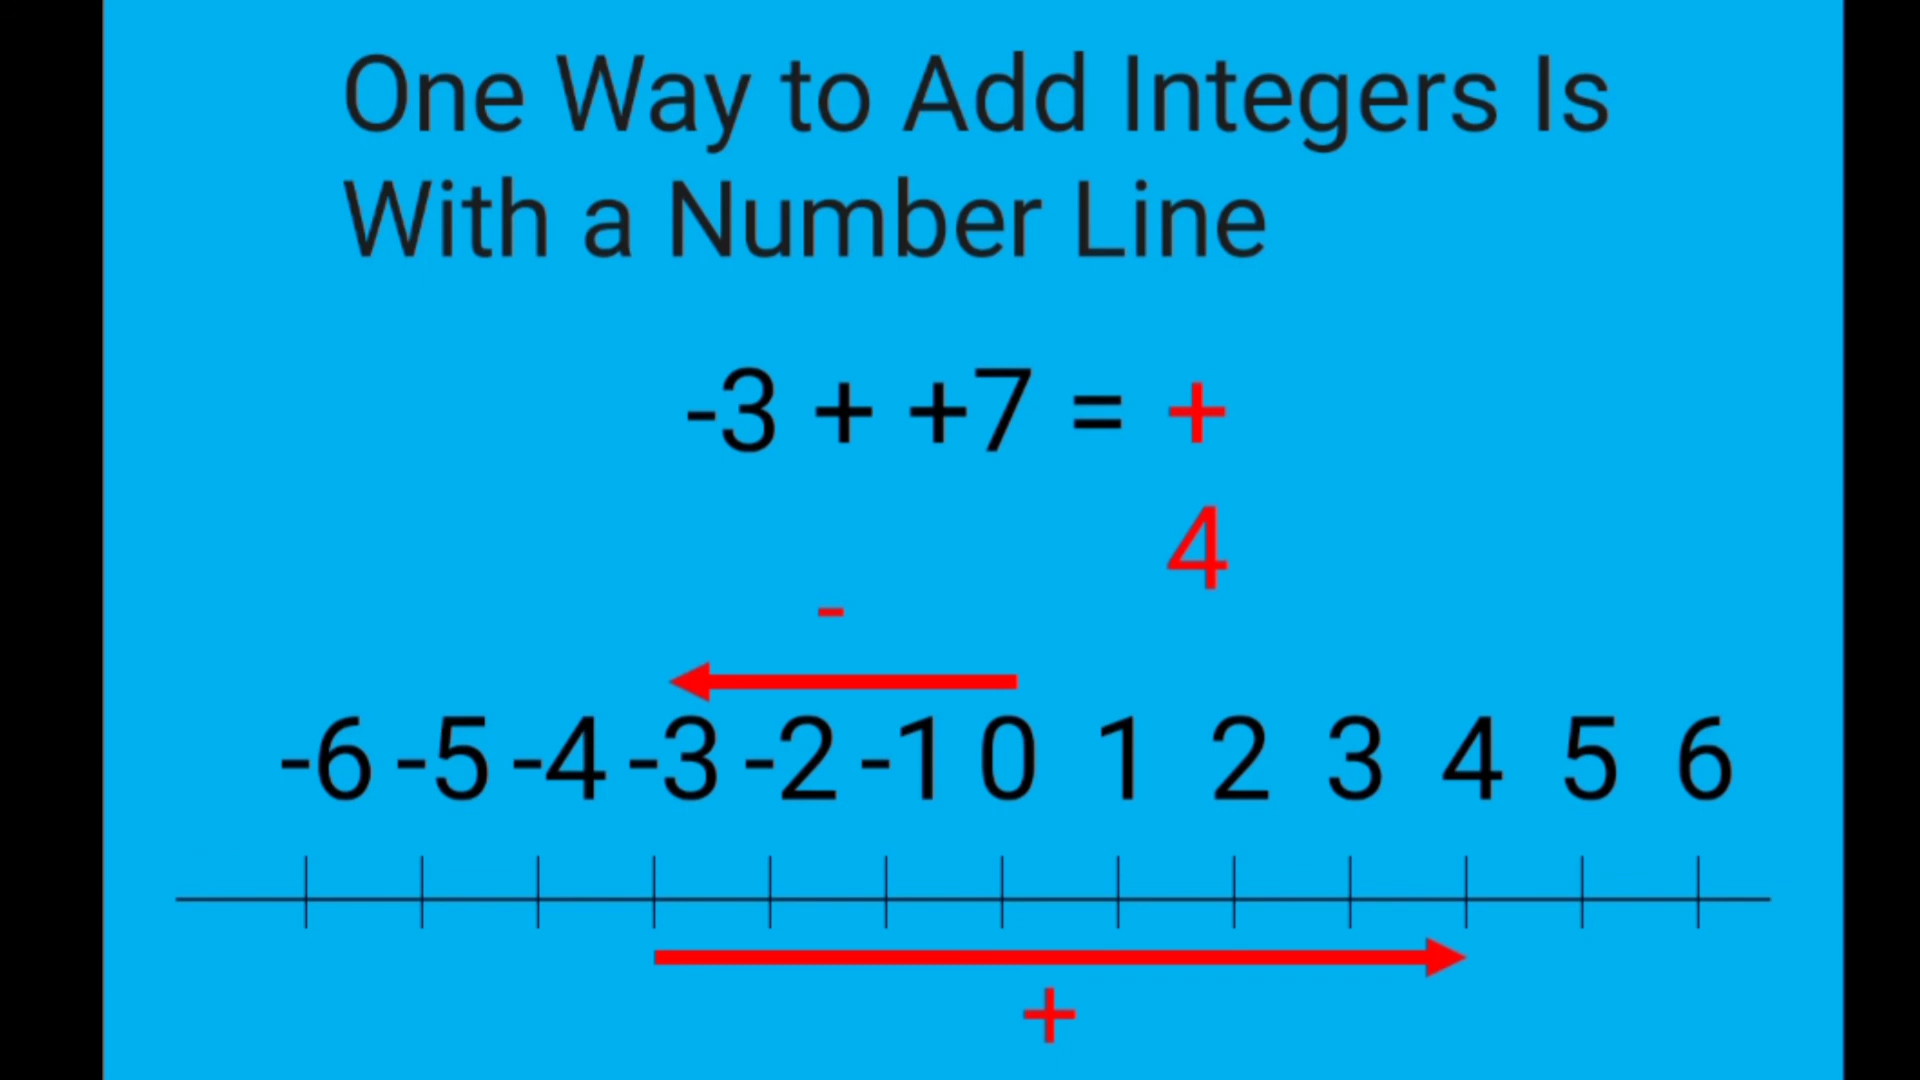 One Way to Add Integers Is
With a Number Line
-3 + +7 = +
4
-
-6 -5 -4 -3 -2 -1 0 1 2 3 4 5 6
+